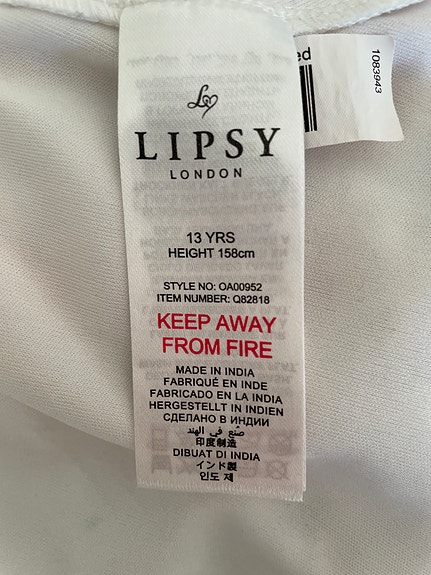 LIPSY
LONDON
13 YRS
HEIGHT 158cm
STYLE NO: OA00952
ITEM NUMBER: Q82818
KEEP AWAY
FROM FIRE
MADE IN INDIA
FABRIQUÉ EN INDE
FABRICADO EN LA INDIA
HERGESTELLT IN INDIEN
СДЕЛАНО В ИНДИИ
صنع في الهند
印度制造
DIBUAT DI INDIA
インド製
인도 제
ed
1083943